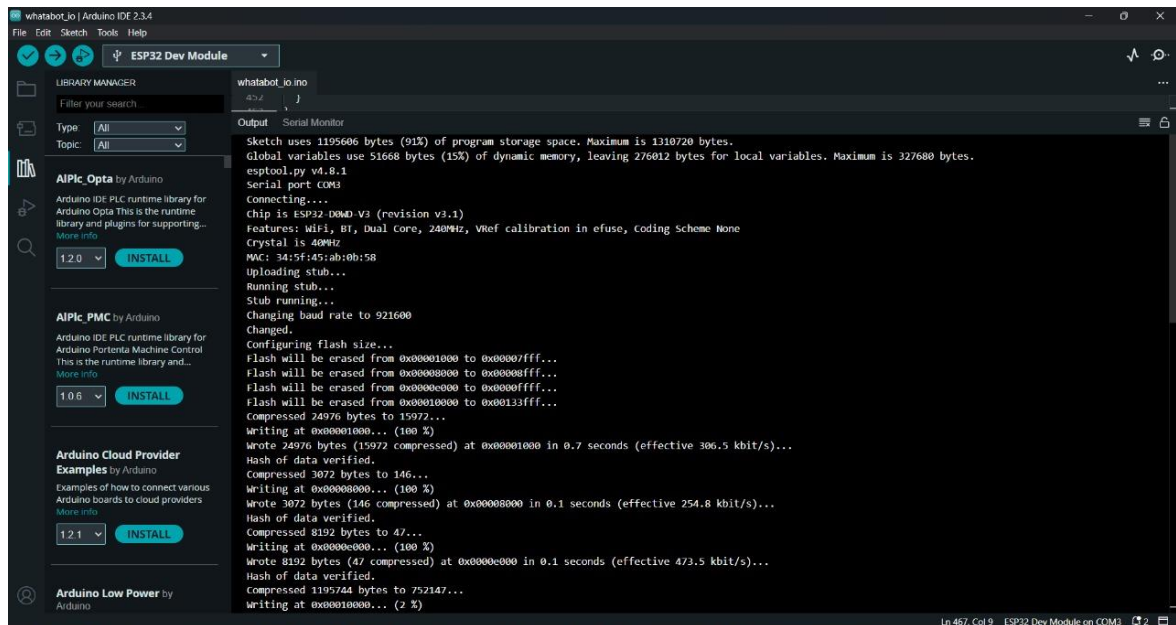 whatabot_io | Arduino IDE 2.3.4
File Edit Sketch Tools Help
ESP32 Dev Module
LIBRARY MANAGER
Filter your search...
Type: All
Topic: All
AIPlc_Opta by Arduino
Arduino IDE PLC runtime library for
Arduino Opta This is the runtime
library and plugins for supporting...
More info
1.2.0 INSTALL
AIPlc_PMC by Arduino
Arduino IDE PLC runtime library for
Arduino Portenta Machine Control
This is the runtime library and...
More info
1.0.6 INSTALL
Arduino Cloud Provider
Examples by Arduino
Examples of how to connect various
Arduino boards to cloud providers
More info
1.2.1 INSTALL
Arduino Low Power by
Arduino
whatabot_io.ino
452 }
Output Serial Monitor
Sketch uses 1195606 bytes (91%) of program storage space. Maximum is 1310720 bytes.
Global variables use 51668 bytes (15%) of dynamic memory, leaving 276012 bytes for local variables. Maximum is 327680 bytes.
esptool.py v4.8.1
Serial port COM3
Connecting....
Chip is ESP32-D0WD-V3 (revision v3.1)
Features: WiFi, BT, Dual Core, 240MHz, VRef calibration in efuse, Coding Scheme None
Crystal is 40MHz
MAC: 34:5f:45:ab:0b:58
Uploading stub...
Running stub...
Stub running...
Changing baud rate to 921600
Changed.
Configuring flash size...
Flash will be erased from 0x00001000 to 0x00007fff...
Flash will be erased from 0x00008000 to 0x00008fff...
Flash will be erased from 0x0000e000 to 0x0000ffff...
Flash will be erased from 0x00010000 to 0x00133fff...
Compressed 24976 bytes to 15972...
Writing at 0x00001000... (100 %)
Wrote 24976 bytes (15972 compressed) at 0x00001000 in 0.7 seconds (effective 306.5 kbit/s)...
Hash of data verified.
Compressed 3072 bytes to 146...
Writing at 0x00008000... (100 %)
Wrote 3072 bytes (146 compressed) at 0x00008000 in 0.1 seconds (effective 254.8 kbit/s)...
Hash of data verified.
Compressed 8192 bytes to 47...
Writing at 0x0000e000... (100 %)
Wrote 8192 bytes (47 compressed) at 0x0000e000 in 0.1 seconds (effective 473.5 kbit/s)...
Hash of data verified.
Compressed 1195744 bytes to 752147...
Writing at 0x00010000... (2 %)
Ln 467, Col 9 ESP32 Dev Module on COM3 2